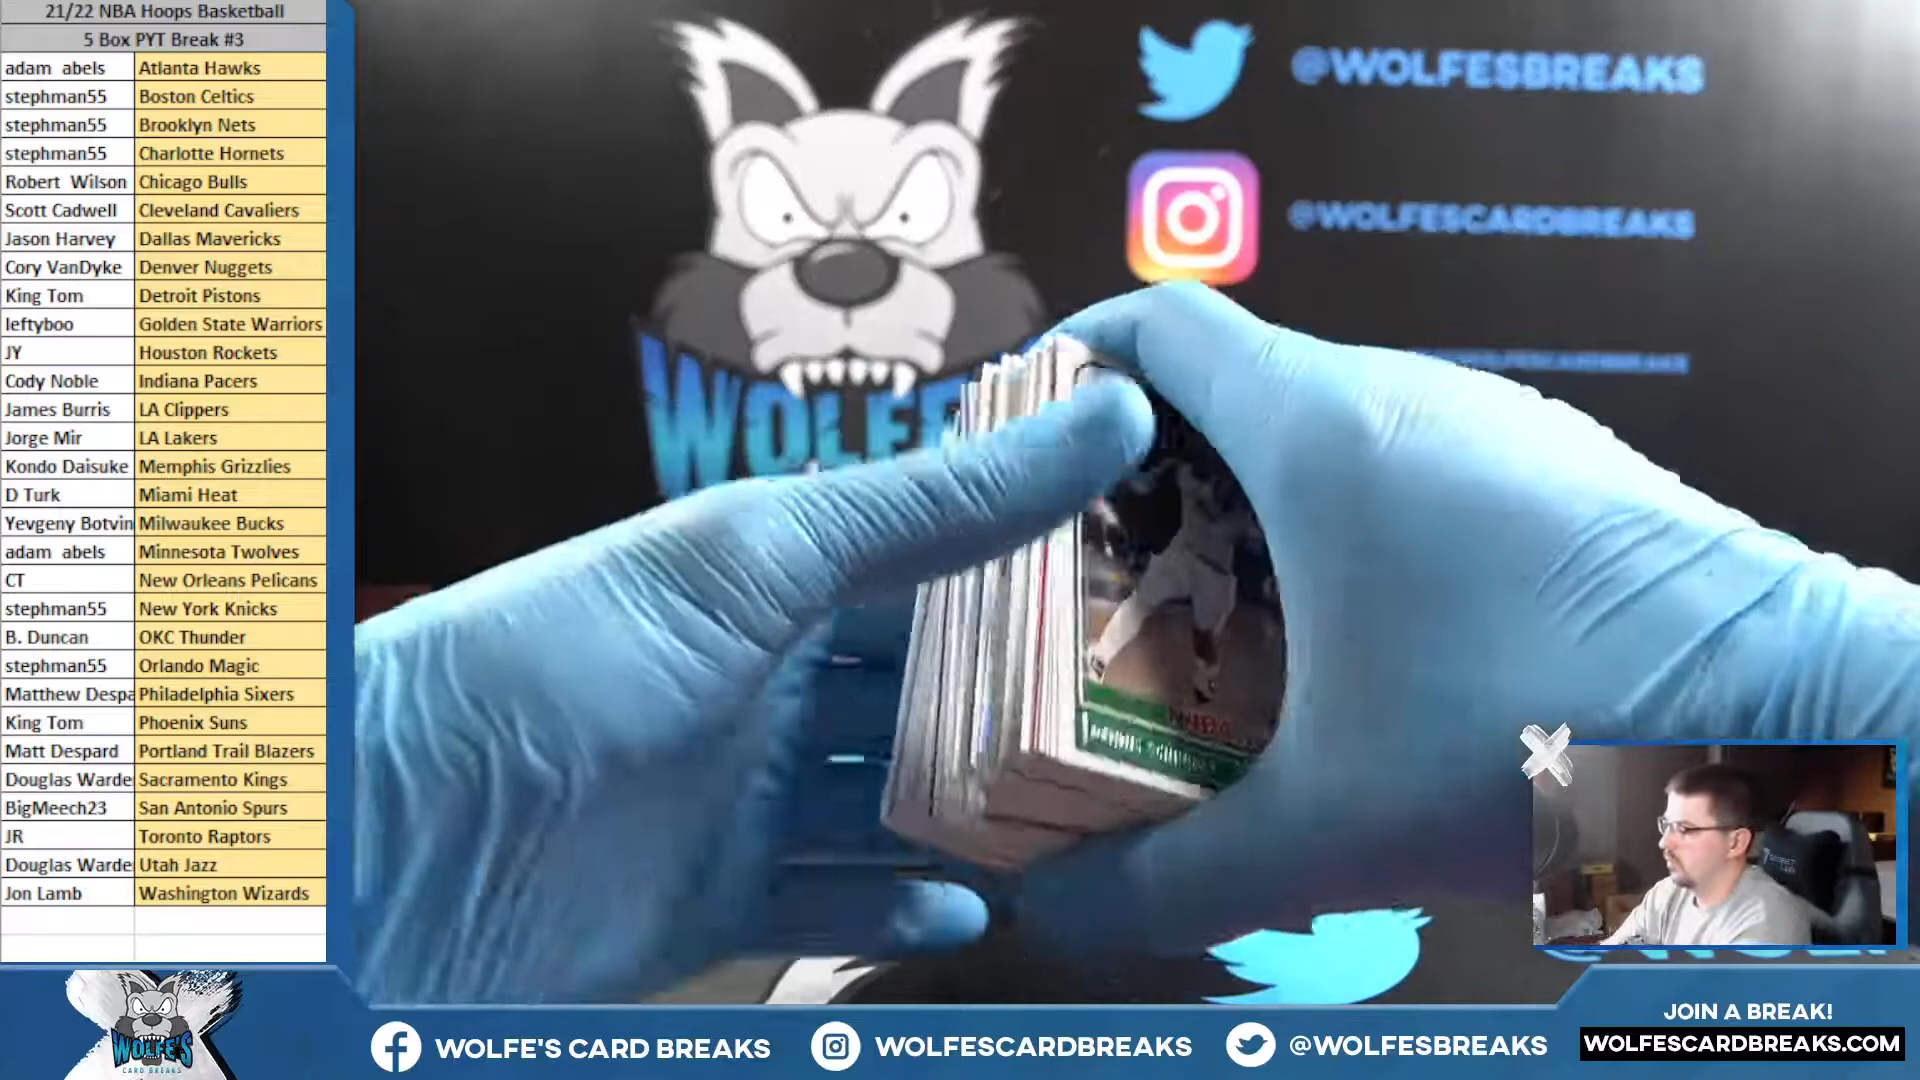 21/22 NBA Hoops Basketball
5 Box PYT Break #3
adam abels Atlanta Hawks
stephman55 Boston Celtics
stephman55 Brooklyn Nets
stephman55 Charlotte Hornets
Robert Wilson Chicago Bulls
Scott Cadwell Cleveland Cavaliers
Jason Harvey Dallas Mavericks
Cory VanDyke Denver Nuggets
King Tom Detroit Pistons
leftyboo Golden State Warriors
JY Houston Rockets
Cody Noble Indiana Pacers
James Burris LA Clippers
Jorge Mir LA Lakers
Kondo Daisuke Memphis Grizzlies
D Turk Miami Heat
Yevgeny Botvin Milwaukee Bucks
adam abels Minnesota Twolves
CT New Orleans Pelicans
stephman55 New York Knicks
B. Duncan OKC Thunder
stephman55 Orlando Magic
Matthew Despa Philadelphia Sixers
King Tom Phoenix Suns
Matt Despard Portland Trail Blazers
Douglas Warde Sacramento Kings
BigMeech23 San Antonio Spurs
JR Toronto Raptors
Douglas Warde Utah Jazz
Jon Lamb Washington Wizards
@WOLFESBREAKS
@WOLFESCARDBREAKS
WOLFE
WOLFE'S
CARD BREAKS
WOLFE'S CARD BREAKS
WOLFESCARDBREAKS
@WOLFESBREAKS
JOIN A BREAK!
WOLFESCARDBREAKS.COM